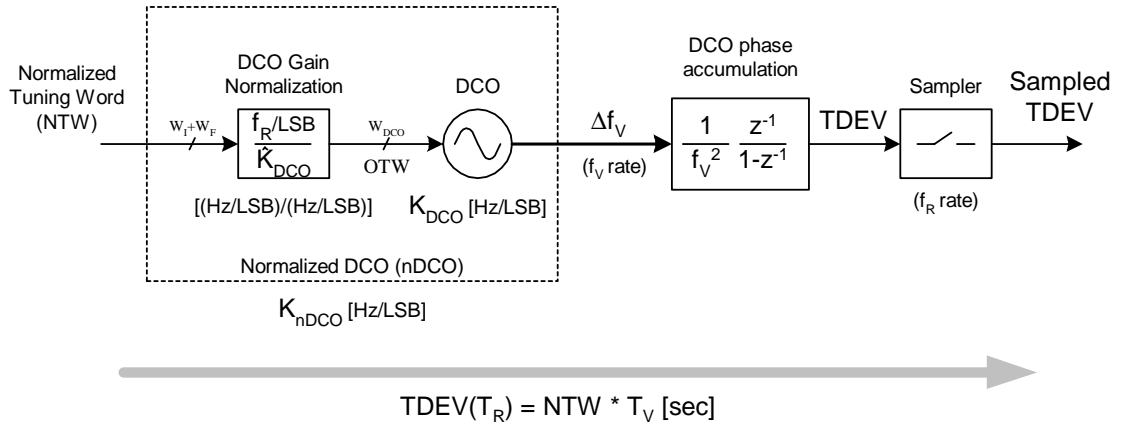 Normalized
Tuning Word
(NTW)
W_I+W_F
DCO Gain
Normalization
f_R/LSB
K̂_DCO
[(Hz/LSB)/(Hz/LSB)]
W_DCO
OTW
DCO
K_DCO [Hz/LSB]
Normalized DCO (nDCO)
K_nDCO [Hz/LSB]
Δf_V
(f_V rate)
DCO phase
accumulation
1
f_V^2
z^-1
1-z^-1
TDEV
Sampler
(f_R rate)
Sampled
TDEV
TDEV(T_R) = NTW * T_V [sec]